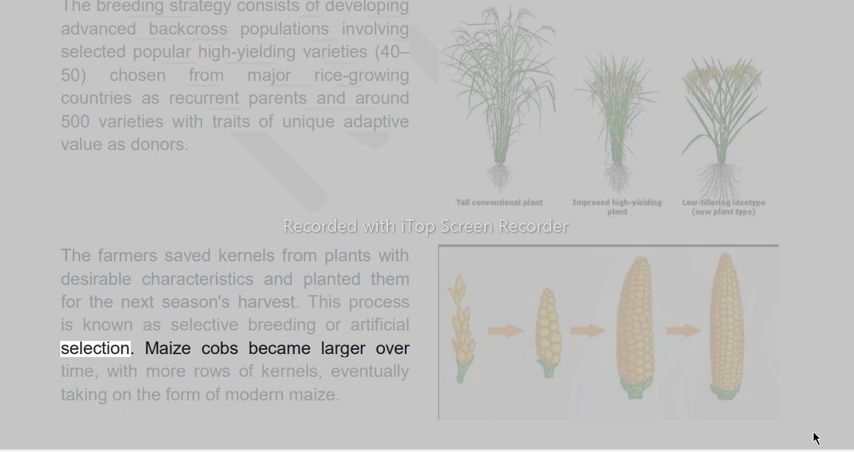 The breeding strategy consists of developing
advanced backcross populations involving
selected popular high-yielding varieties (40–
50) chosen from major rice-growing
countries as recurrent parents and around
500 varieties with traits of unique adaptive
value as donors.
Tall conventional plant
Improved high-yielding
plant
Low-tillering ideotype
(new plant type)
Recorded with iTop Screen Recorder
The farmers saved kernels from plants with
desirable characteristics and planted them
for the next season's harvest. This process
is known as selective breeding or artificial
selection. Maize cobs became larger over
time, with more rows of kernels, eventually
taking on the form of modern maize.